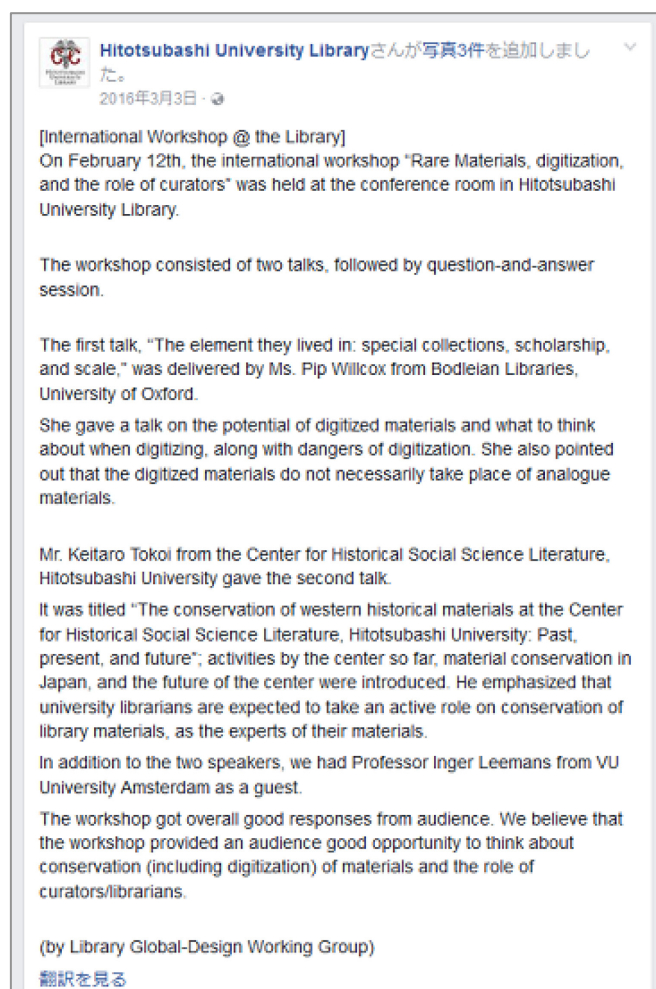 Hitotsubashi University Libraryさんが写真3件を追加しまし
た。
2016年3月3日 ·
HITOTSUBASHI
UNIVERSITY
LIBRARY
[International Workshop @ the Library]
On February 12th, the international workshop "Rare Materials, digitization,
and the role of curators" was held at the conference room in Hitotsubashi
University Library.
The workshop consisted of two talks, followed by question-and-answer
session.
The first talk, "The element they lived in: special collections, scholarship,
and scale," was delivered by Ms. Pip Willcox from Bodleian Libraries,
University of Oxford.
She gave a talk on the potential of digitized materials and what to think
about when digitizing, along with dangers of digitization. She also pointed
out that the digitized materials do not necessarily take place of analogue
materials.
Mr. Keitaro Tokoi from the Center for Historical Social Science Literature,
Hitotsubashi University gave the second talk.
It was titled "The conservation of western historical materials at the Center
for Historical Social Science Literature, Hitotsubashi University: Past,
present, and future"; activities by the center so far, material conservation in
Japan, and the future of the center were introduced. He emphasized that
university librarians are expected to take an active role on conservation of
library materials, as the experts of their materials.
In addition to the two speakers, we had Professor Inger Leemans from VU
University Amsterdam as a guest.
The workshop got overall good responses from audience. We believe that
the workshop provided an audience good opportunity to think about
conservation (including digitization) of materials and the role of
curators/librarians.
(by Library Global-Design Working Group)
翻訳を見る